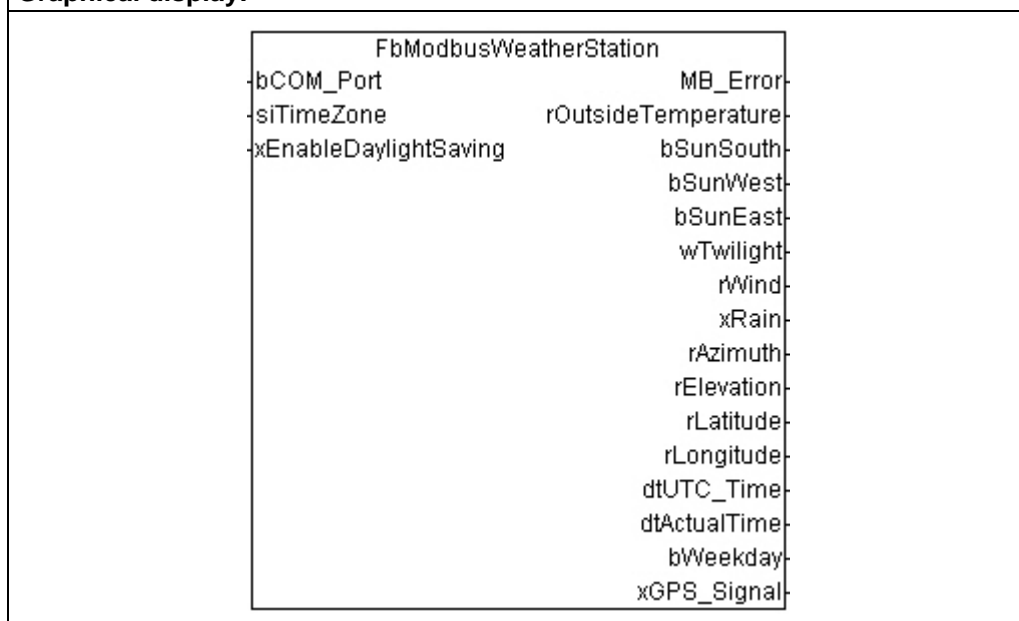 Graphical display:
FbModbusWeatherStation
bCOM_Port MB_Error
siTimeZone rOutsideTemperature
xEnableDaylightSaving bSunSouth
bSunWest
bSunEast
wTwilight
rWind
xRain
rAzimuth
rElevation
rLatitude
rLongitude
dtUTC_Time
dtActualTime
bWeekday
xGPS_Signal